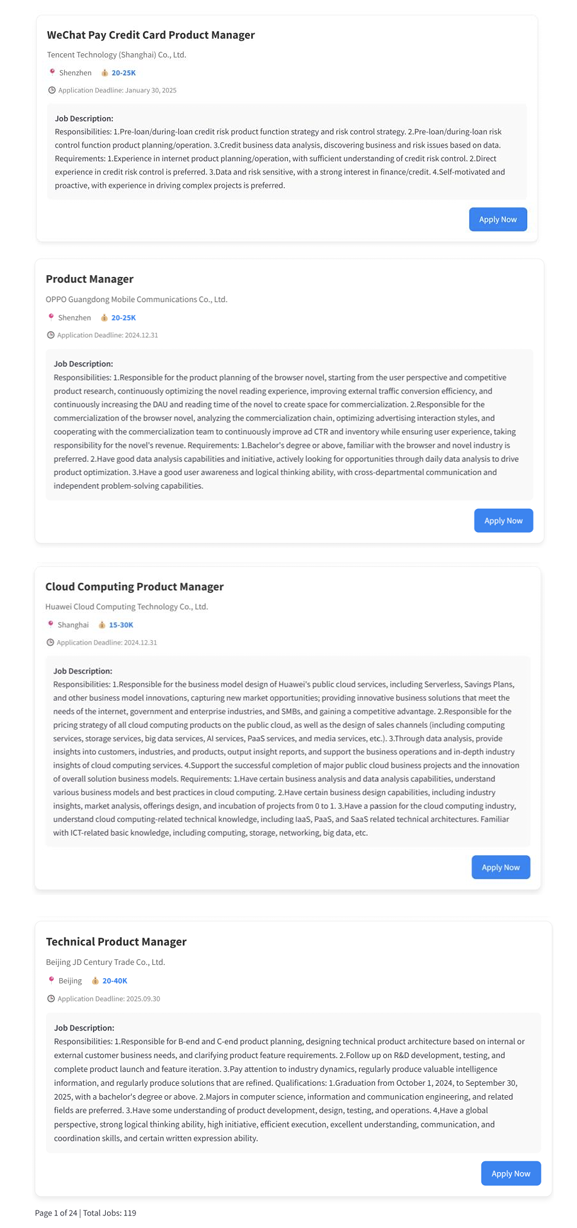 WeChat Pay Credit Card Product Manager
Tencent Technology (Shanghai) Co., Ltd.
Shenzhen 20-25K
Application Deadline: January 30, 2025
Job Description:
Responsibilities: 1.Pre-loan/during-loan credit risk product function strategy and risk control strategy. 2.Pre-loan/during-loan risk
control function product planning/operation. 3.Credit business data analysis, discovering business and risk issues based on data.
Requirements: 1.Experience in internet product planning/operation, with sufficient understanding of credit risk control. 2.Direct
experience in credit risk control is preferred. 3.Data and risk sensitive, with a strong interest in finance/credit. 4.Self-motivated and
proactive, with experience in driving complex projects is preferred.
Apply Now
Product Manager
OPPO Guangdong Mobile Communications Co., Ltd.
Shenzhen 20-25K
Application Deadline: 2024.12.31
Job Description:
Responsibilities: 1.Responsible for the product planning of the browser novel, starting from the user perspective and competitive
product research, continuously optimizing the novel reading experience, improving external traffic conversion efficiency, and
continuously increasing the DAU and reading time of the novel to create space for commercialization. 2.Responsible for the
commercialization of the browser novel, analyzing the commercialization chain, optimizing advertising interaction styles, and
cooperating with the commercialization team to continuously improve ad CTR and inventory while ensuring user experience, taking
responsibility for the novel's revenue. Requirements: 1.Bachelor's degree or above, familiar with the browser and novel industry is
preferred. 2.Have good data analysis capabilities and initiative, actively looking for opportunities through daily data analysis to drive
product optimization. 3.Have a good user awareness and logical thinking ability, with cross-departmental communication and
independent problem-solving capabilities.
Apply Now
Cloud Computing Product Manager
Huawei Cloud Computing Technology Co., Ltd.
Shanghai 15-30K
Application Deadline: 2024.12.31
Job Description:
Responsibilities: 1.Responsible for the business model design of Huawei's public cloud services, including Serverless, Savings Plans,
and other business model innovations, capturing new market opportunities; providing innovative business solutions that meet the
needs of the internet, government and enterprise industries, and SMBs, and gaining a competitive advantage. 2.Responsible for the
pricing strategy of all cloud computing products on the public cloud, as well as the design of sales channels (including computing
services, storage services, big data services, AI services, PaaS services, and media services, etc.). 3.Through data analysis, provide
insights into customers, industries, and products, output insight reports, and support the business operations and in-depth industry
insights of cloud computing services. 4.Support the successful completion of major public cloud business projects and the innovation
of overall solution business models. Requirements: 1.Have certain business analysis and data analysis capabilities, understand
various business models and best practices in cloud computing. 2.Have certain business design capabilities, including industry
insights, market analysis, offerings design, and incubation of projects from 0 to 1. 3.Have a passion for the cloud computing industry,
understand cloud computing-related technical knowledge, including IaaS, PaaS, and SaaS related technical architectures. Familiar
with ICT-related basic knowledge, including computing, storage, networking, big data, etc.
Apply Now
Technical Product Manager
Beijing JD Century Trade Co., Ltd.
Beijing 20-40K
Application Deadline: 2025.09.30
Job Description:
Responsibilities: 1.Responsible for B-end and C-end product planning, designing technical product architecture based on internal or
external customer business needs, and clarifying product feature requirements. 2.Follow up on R&D development, testing, and
complete product launch and feature iteration. 3.Pay attention to industry dynamics, regularly produce valuable intelligence
information, and regularly produce solutions that are refined. Qualifications: 1.Graduation from October 1, 2024, to September 30,
2025, with a bachelor's degree or above. 2.Majors in computer science, information and communication engineering, and related
fields are preferred. 3.Have some understanding of product development, design, testing, and operations. 4,Have a global
perspective, strong logical thinking ability, high initiative, efficient execution, excellent understanding, communication, and
coordination skills, and certain written expression ability.
Apply Now
Page 1 of 24 | Total Jobs: 119